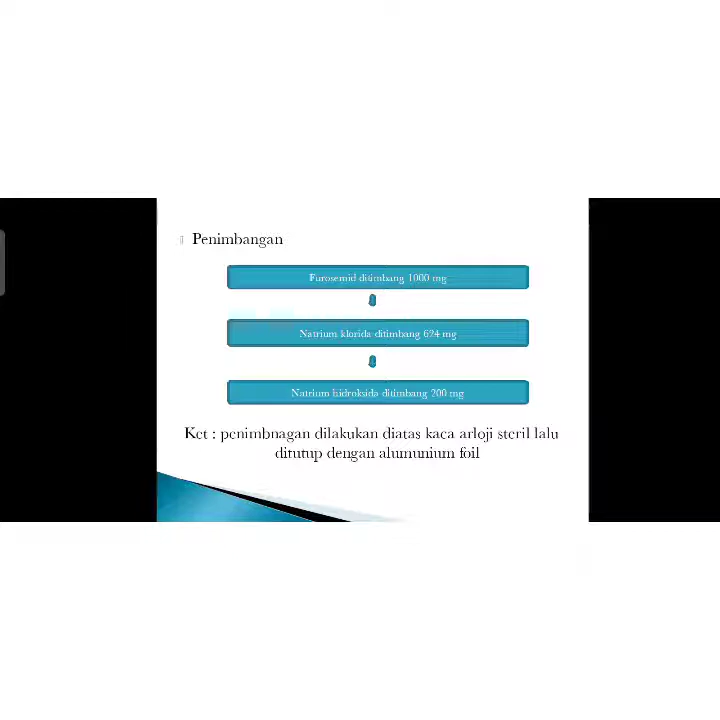 Penimbangan
Furosemid ditimbang 1000 mg
Natrium klorida ditimbang 624 mg
Natrium hidroksida ditimbang 200 mg
Ket : penimbnagan dilakukan diatas kaca arloji steril lalu
ditutup dengan alumunium foil